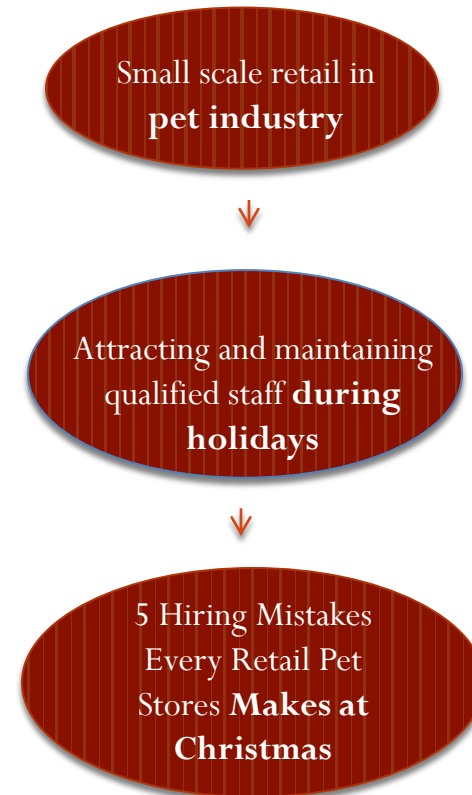 Small scale retail in
pet industry
Attracting and maintaining
qualified staff during
holidays
5 Hiring Mistakes
Every Retail Pet
Stores Makes at
Christmas